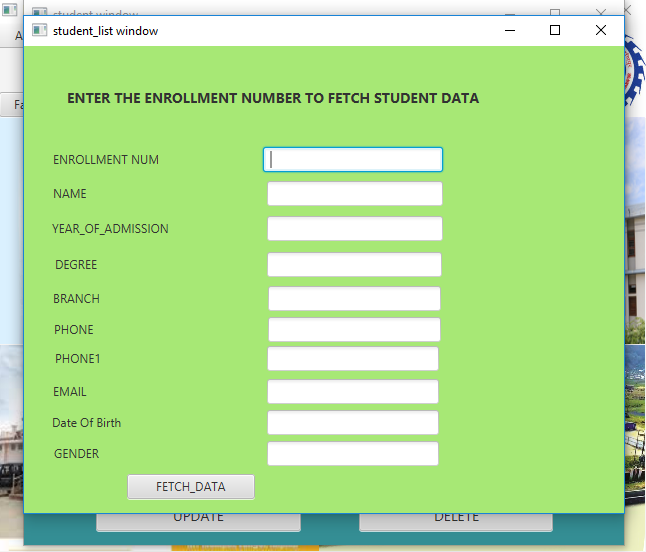 student window
student_list window
ENTER THE ENROLLMENT NUMBER TO FETCH STUDENT DATA
ENROLLMENT NUM
NAME
YEAR_OF_ADMISSION
DEGREE
BRANCH
PHONE
PHONE1
EMAIL
Date Of Birth
GENDER
FETCH_DATA
UPDATE
DELETE